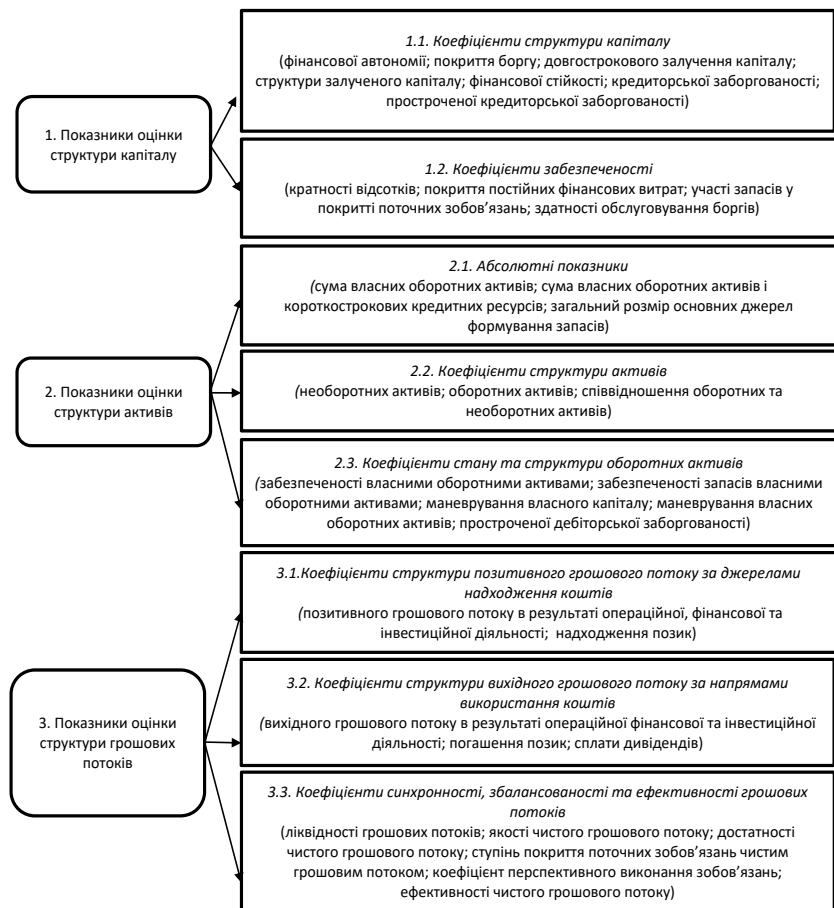 1. Показники оцінки
структури капіталу
1.1. Коефіцієнти структури капіталу
(фінансової автономії; покриття боргу; довгострокового залучення капіталу;
структури залученого капіталу; фінансової стійкості; кредиторської заборгованості;
простроченої кредиторської заборгованості)
1.2. Коефіцієнти забезпеченості
(кратності відсотків; покриття постійних фінансових витрат; участі запасів у
покритті поточних зобов’язань; здатності обслуговування боргів)
2. Показники оцінки
структури активів
2.1. Абсолютні показники
(сума власних оборотних активів; сума власних оборотних активів і
короткострокових кредитних ресурсів; загальний розмір основних джерел
формування запасів)
2.2. Коефіцієнти структури активів
(необоротних активів; оборотних активів; співвідношення оборотних та
необоротних активів)
2.3. Коефіцієнти стану та структури оборотних активів
(забезпеченості власними оборотними активами; забезпеченості запасів власними
оборотними активами; маневрування власного капіталу; маневрування власних
оборотних активів; простроченої дебіторської заборгованості)
3. Показники оцінки
структури грошових
потоків
3.1.Коефіцієнти структури позитивного грошового потоку за джерелами
надходження коштів
(позитивного грошового потоку в результаті операційної, фінансової та
інвестиційної діяльності; надходження позик)
3.2. Коефіцієнти структури вихідного грошового потоку за напрямами
використання коштів
(вихідного грошового потоку в результаті операційної фінансової та інвестиційної
діяльності; погашення позик; сплати дивідендів)
3.3. Коефіцієнти синхронності, збалансованості та ефективності грошових
потоків
(ліквідності грошових потоків; якості чистого грошового потоку; достатності
чистого грошового потоку; ступінь покриття поточних зобов’язань чистим
грошовим потоком; коефіцієнт перспективного виконання зобов’язань;
ефективності чистого грошового потоку)